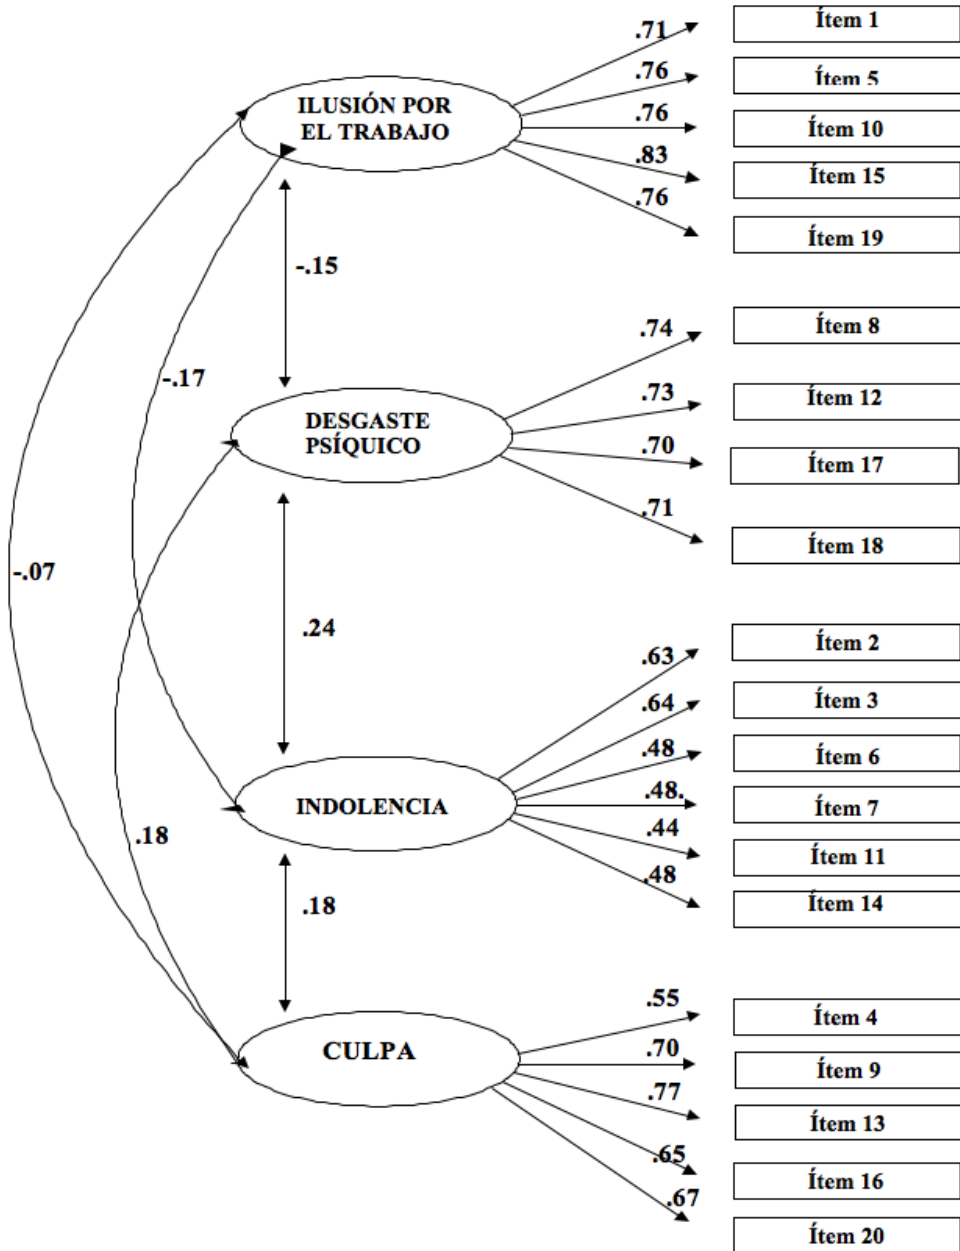 .71
Ítem 1
.76
Ítem 5
ILUSIÓN POR
EL TRABAJO
.76
Ítem 10
.83
Ítem 15
.76
Ítem 19
-.15
.74
Ítem 8
-.17
.73
Ítem 12
DESGASTE
PSÍQUICO
.70
Ítem 17
.71
Ítem 18
-.07
.24
.63
Ítem 2
.64
Ítem 3
.48
Ítem 6
INDOLENCIA
.48.
Ítem 7
.18
.44
Ítem 11
.48
Ítem 14
.18
.55
Ítem 4
CULPA
.70
Ítem 9
.77
Ítem 13
.65
Ítem 16
.67
Ítem 20